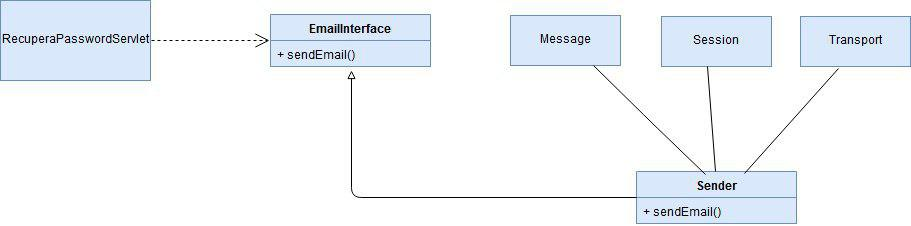 RecuperaPasswordServlet
EmailInterface
+ sendEmail()
Message
Session
Transport
Sender
+ sendEmail()